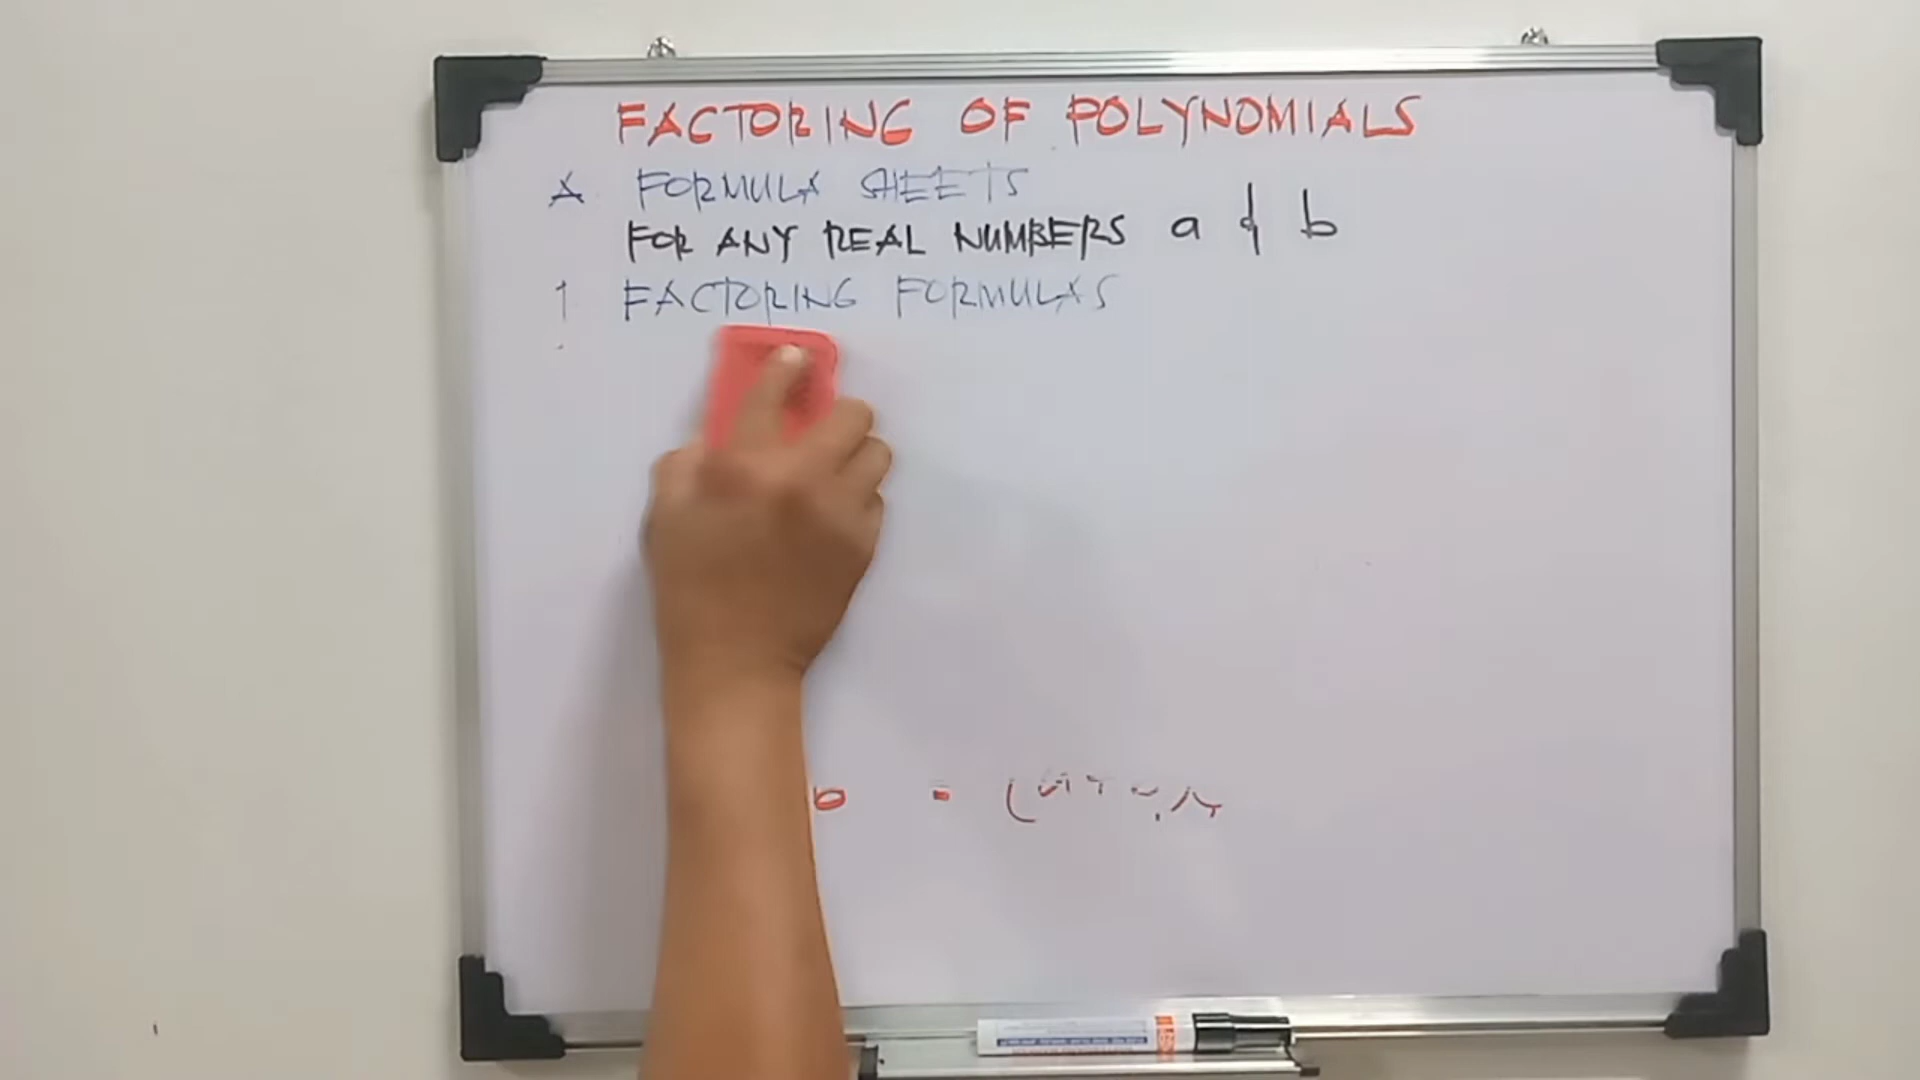 FACTORING OF POLYNOMIALS
A FORMULA SHEETS
FOR ANY REAL NUMBERS a & b
1 FACTORING FORMULAS